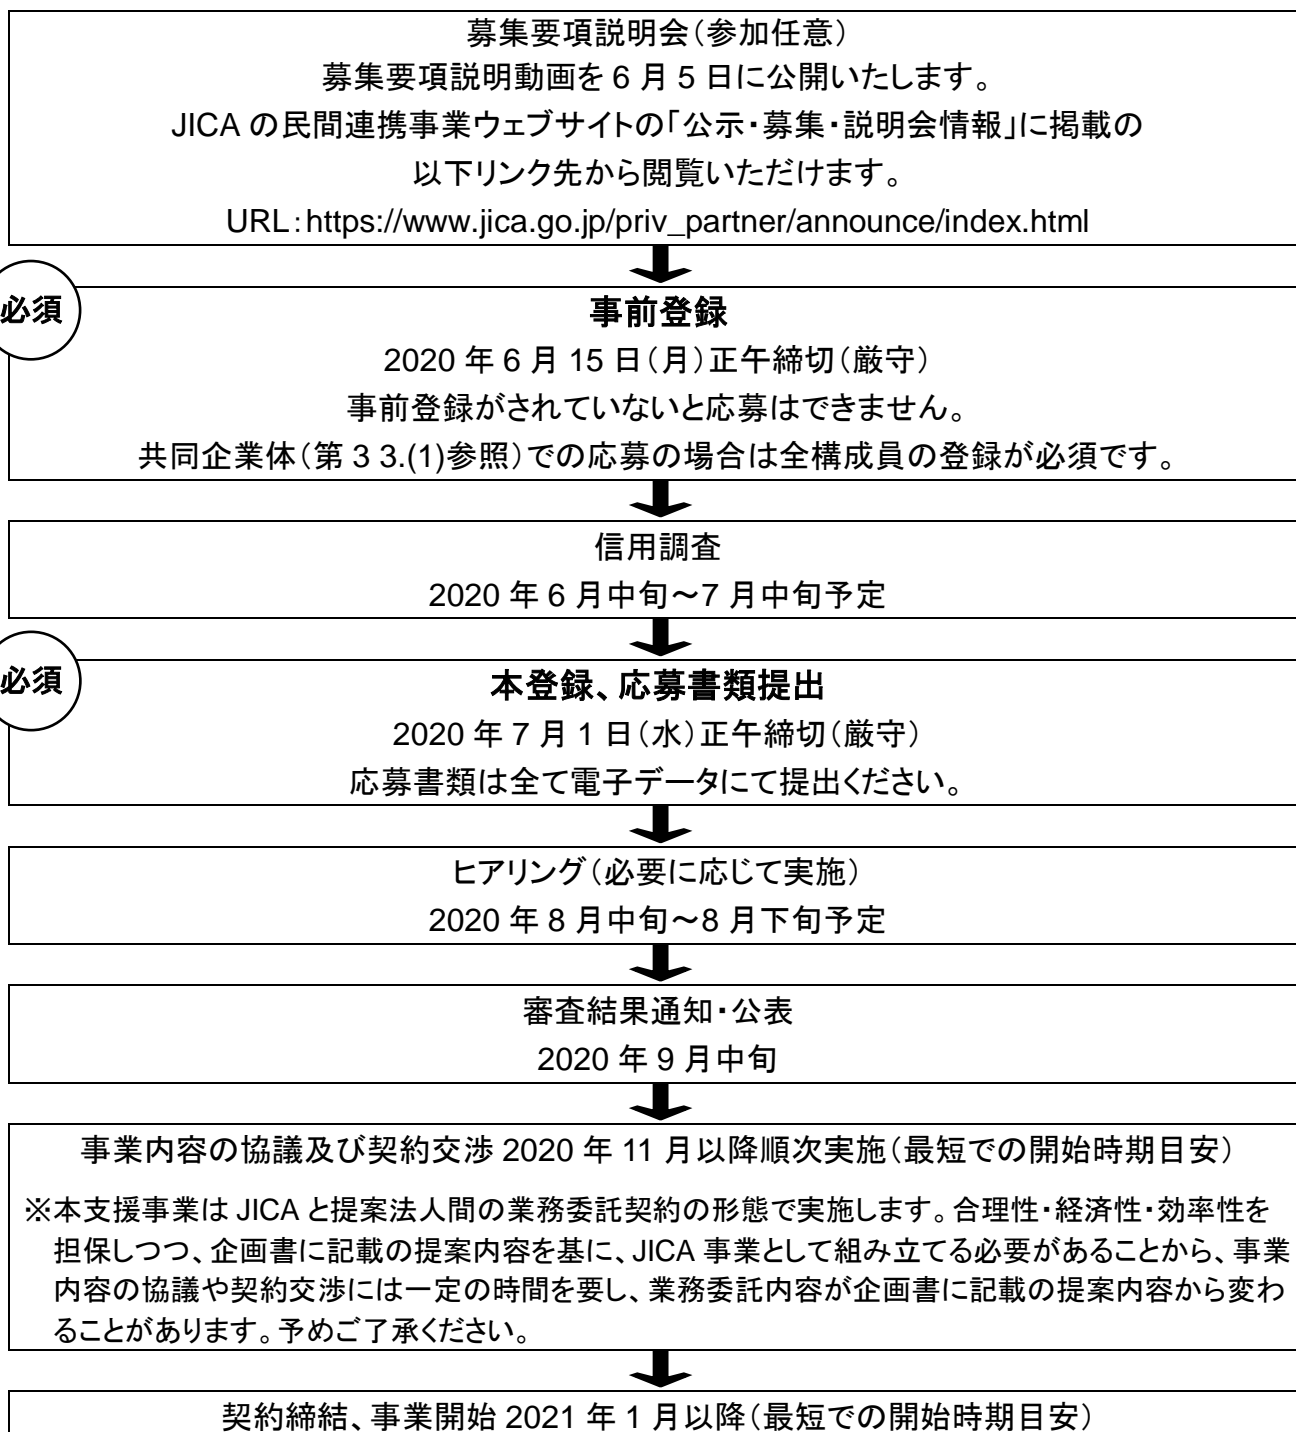 募集要項説明会（参加任意）
募集要項説明動画を 6 月 5 日に公開いたします。
JICA の民間連携事業ウェブサイトの「公示・募集・説明会情報」に掲載の
以下リンク先から閲覧いただけます。
URL：https://www.jica.go.jp/priv_partner/announce/index.html
必須
事前登録
2020 年 6 月 15 日（月）正午締切（厳守）
事前登録がされていないと応募はできません。
共同企業体（第 3 3.(1)参照）での応募の場合は全構成員の登録が必須です。
信用調査
2020 年 6 月中旬～7 月中旬予定
必須
本登録、応募書類提出
2020 年 7 月 1 日（水）正午締切（厳守）
応募書類は全て電子データにて提出ください。
ヒアリング（必要に応じて実施）
2020 年 8 月中旬～8 月下旬予定
審査結果通知・公表
2020 年 9 月中旬
事業内容の協議及び契約交渉 2020 年 11 月以降順次実施（最短での開始時期目安）
※本支援事業は JICA と提案法人間の業務委託契約の形態で実施します。合理性・経済性・効率性を
担保しつつ、企画書に記載の提案内容を基に、JICA 事業として組み立てる必要があることから、事業
内容の協議や契約交渉には一定の時間を要し、業務委託内容が企画書に記載の提案内容から変わ
ることがあります。予めご了承ください。
契約締結、事業開始 2021 年 1 月以降（最短での開始時期目安）